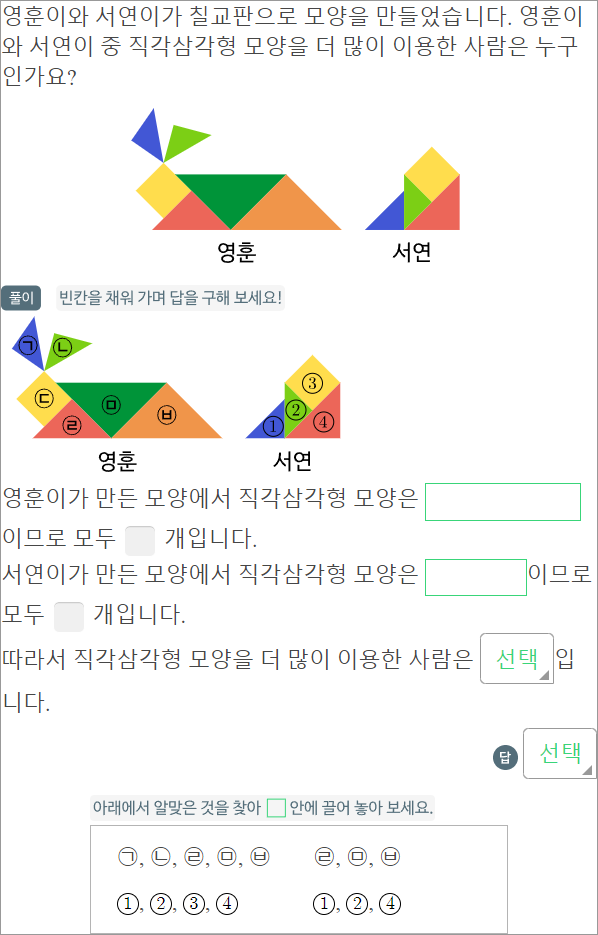 영훈이와 서연이가 칠교판으로 모양을 만들었습니다. 영훈이
와 서연이 중 직각삼각형 모양을 더 많이 이용한 사람은 누구
인가요?
영훈 서연
풀이 빈칸을 채워 가며 답을 구해 보세요!
㉠ ㉡
㉢ ㉣ ㉤ ㉥
① ② ③ ④
영훈 서연
영훈이가 만든 모양에서 직각삼각형 모양은
이므로 모두 개입니다.
서연이가 만든 모양에서 직각삼각형 모양은 이므로
모두 개입니다.
따라서 직각삼각형 모양을 더 많이 이용한 사람은 선택 입
니다.
답 선택
아래에서 알맞은 것을 찾아 안에 끌어 놓아 보세요.
㉠, ㉡, ㉣, ㉤, ㉥ ㉣, ㉤, ㉥
①, ②, ③, ④ ①, ②, ④